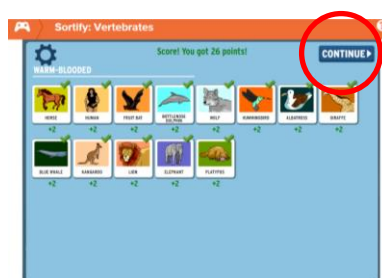 Sortify: Vertebrates
Score! You got 26 points!
CONTINUE
WARM-BLOODED
HORSE HUMAN FRUIT BAT BOTTLENOSE DOLPHIN WOLF HUMMINGBIRD ALBATROSS GIRAFFE
+2 +2 +2 +2 +2 +2 +2 +2
BLUE WHALE KANGAROO LION ELEPHANT PLATYPUS
+2 +2 +2 +2 +2